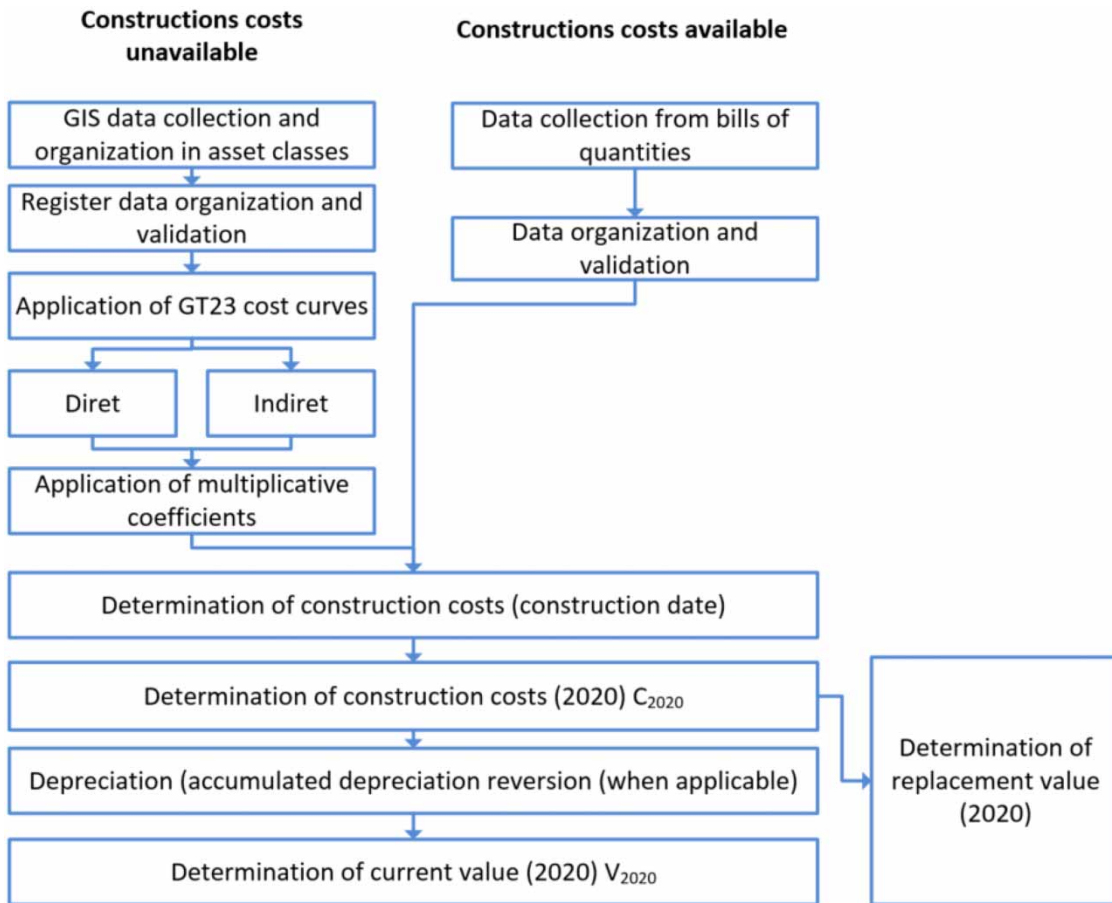 Constructions costs
unavailable
Constructions costs available
GIS data collection and
organization in asset classes
Data collection from bills of
quantities
Register data organization and
validation
Data organization and
validation
Application of GT23 cost curves
Diret
Indiret
Application of multiplicative
coefficients
Determination of construction costs (construction date)
Determination of construction costs (2020) C₂₀₂₀
Depreciation (accumulated depreciation reversion (when applicable)
Determination of current value (2020) V₂₀₂₀
Determination of
replacement value
(2020)